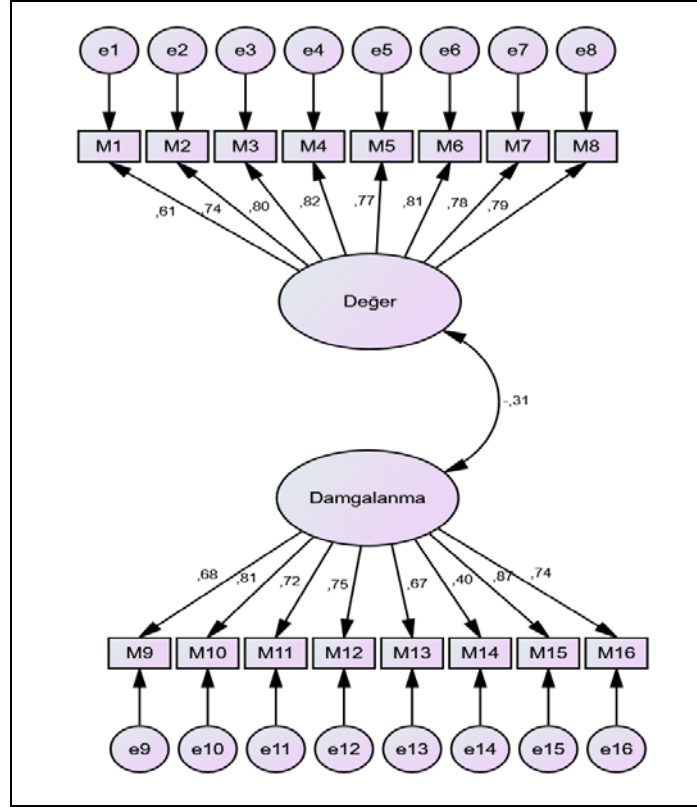 e1 e2 e3 e4 e5 e6 e7 e8
M1 M2 M3 M4 M5 M6 M7 M8
,61 ,74 ,80 ,82 ,77 ,81 ,78 ,79
Değer
-,31
Damgalanma
,68 ,81 ,72 ,75 ,67 ,40 ,87 ,74
M9 M10 M11 M12 M13 M14 M15 M16
e9 e10 e11 e12 e13 e14 e15 e16